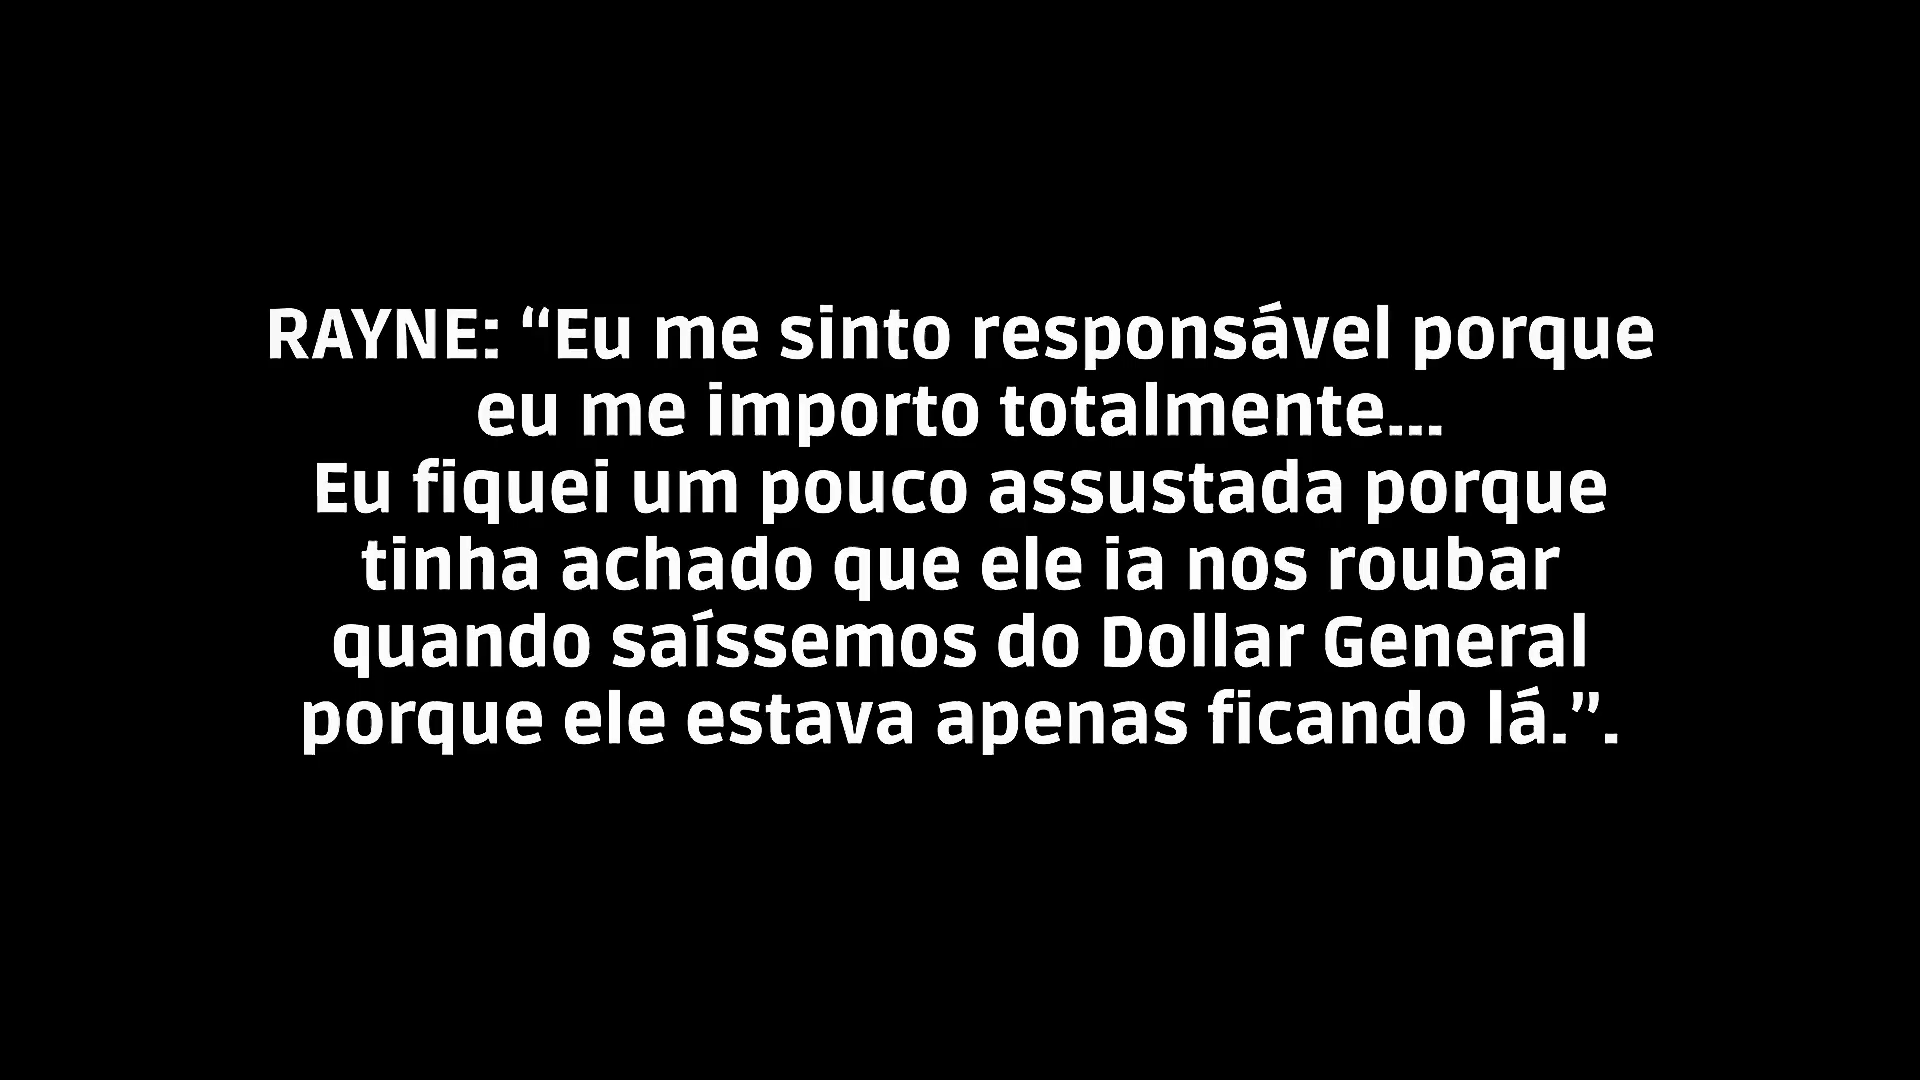 RAYNE: “Eu me sinto responsável porque
eu me importo totalmente...
Eu fiquei um pouco assustada porque
tinha achado que ele ia nos roubar
quando saíssemos do Dollar General
porque ele estava apenas ficando lá.”.